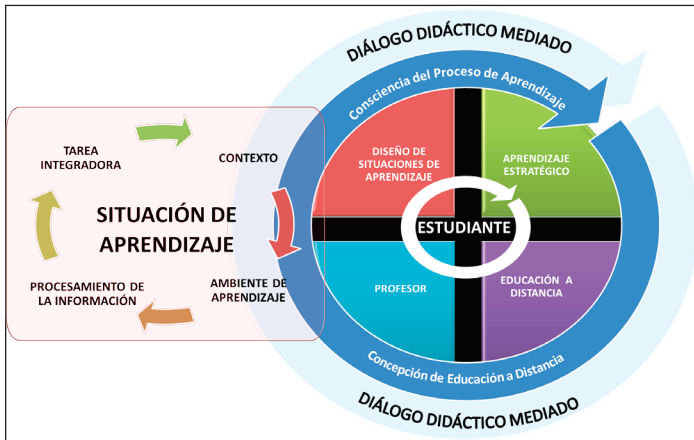 DIÁLOGO DIDÁCTICO MEDIADO
Consciencia del Proceso de Aprendizaje
TAREA
INTEGRADORA
CONTEXTO
SITUACIÓN DE
APRENDIZAJE
PROCESAMIENTO DE
LA INFORMACIÓN
AMBIENTE DE
APRENDIZAJE
DISEÑO DE
SITUACIONES DE
APRENDIZAJE
APRENDIZAJE
ESTRATÉGICO
ESTUDIANTE
PROFESOR
EDUCACIÓN A
DISTANCIA
Concepción de Educación a Distancia
DIÁLOGO DIDÁCTICO MEDIADO